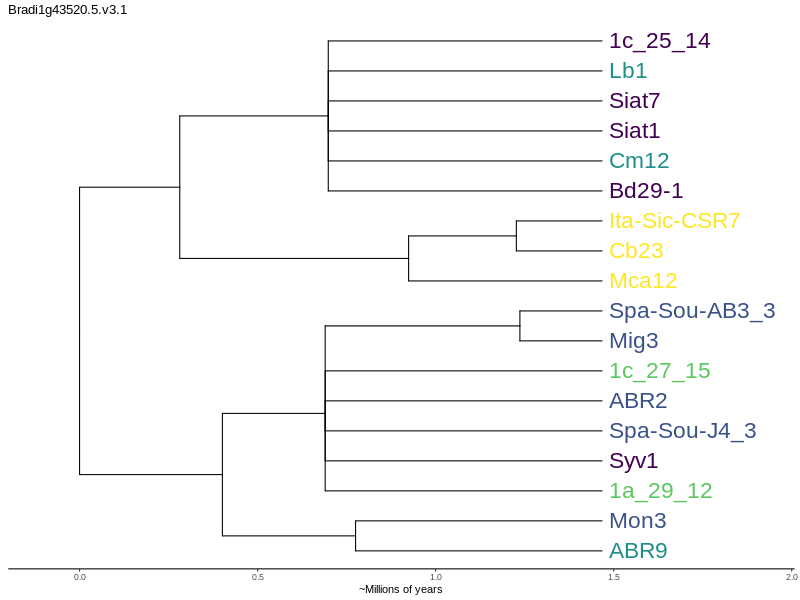 Bradi1g43520.5.v3.1
1c_25_14
Lb1
Siat7
Siat1
Cm12
Bd29-1
Ita-Sic-CSR7
Cb23
Mca12
Spa-Sou-AB3_3
Mig3
1c_27_15
ABR2
Spa-Sou-J4_3
Syv1
1a_29_12
Mon3
ABR9
0.0 0.5 1.0 1.5 2.0
~Millions of years